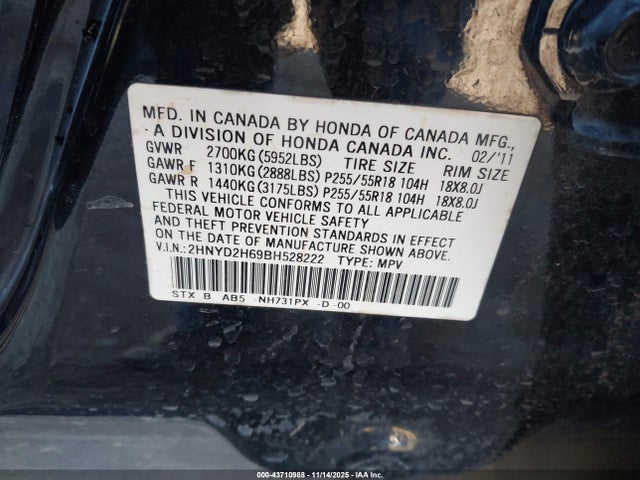 MFD. IN CANADA BY HONDA OF CANADA MFG.,
A DIVISION OF HONDA CANADA INC. 02/'11
GVWR 2700KG(5952LBS) TIRE SIZE RIM SIZE
GAWR F 1310KG(2888LBS) P255/55R18 104H 18X8.0J
GAWR R 1440KG(3175LBS) P255/55R18 104H 18X8.0J
THIS VEHICLE CONFORMS TO ALL APPLICABLE
FEDERAL MOTOR VEHICLE SAFETY
AND THEFT PREVENTION STANDARDS IN EFFECT
ON THE DATE OF MANUFACTURE SHOWN ABOVE.
V.I.N.: 2HNYD2H69BH528222 TYPE: MPV
STX B AB5 -NH731PX -D -00
000-43710988 - 11/14/2025 - IAAI, INC.